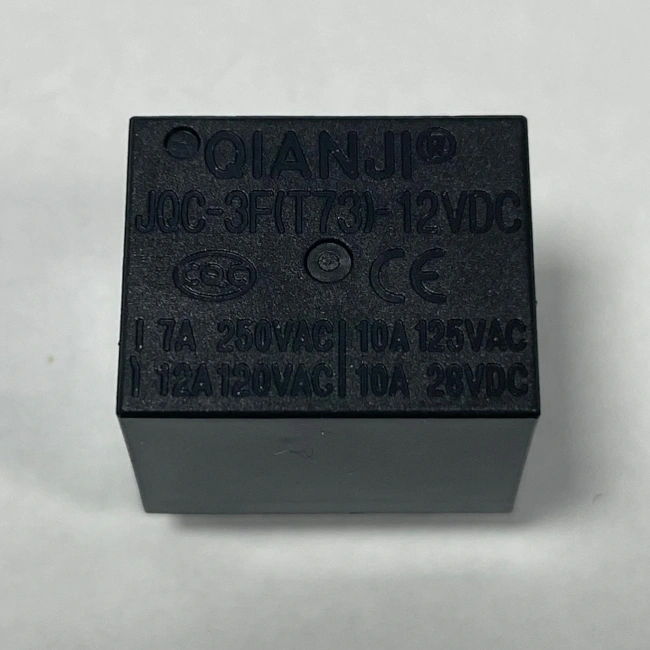 QIANJI®
JQC-3F(T73)-12VDC
CQC CE
7A 250VAC | 10A 125VAC
12A 120VAC | 10A 28VDC